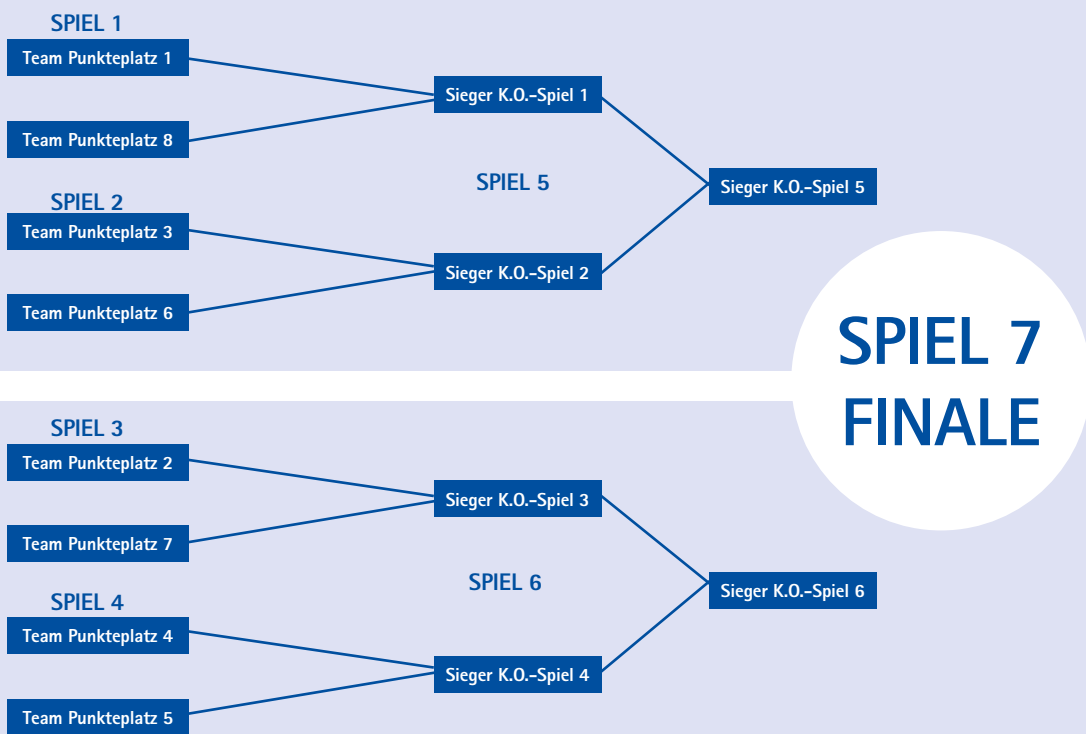 SPIEL 1
Team Punkteplatz 1
Team Punkteplatz 8
Sieger K.O.-Spiel 1
SPIEL 5
Sieger K.O.-Spiel 5
SPIEL 2
Team Punkteplatz 3
Team Punkteplatz 6
Sieger K.O.-Spiel 2
SPIEL 7
FINALE
SPIEL 3
Team Punkteplatz 2
Team Punkteplatz 7
Sieger K.O.-Spiel 3
SPIEL 6
Sieger K.O.-Spiel 6
SPIEL 4
Team Punkteplatz 4
Team Punkteplatz 5
Sieger K.O.-Spiel 4